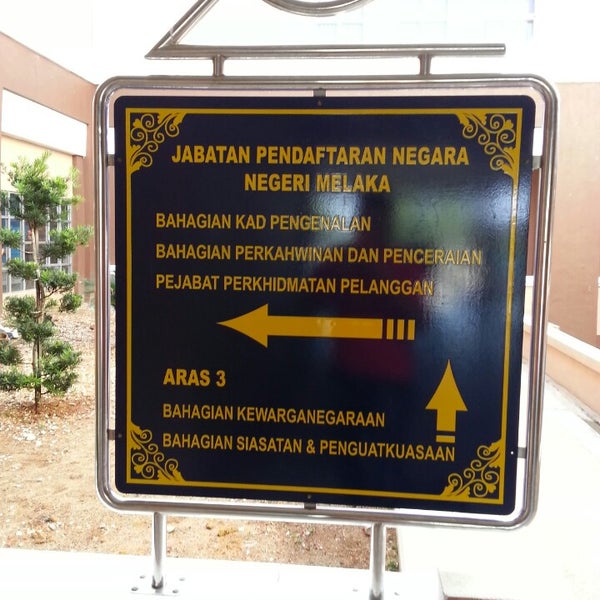 JABATAN PENDAFTARAN NEGARA
NEGERI MELAKA
BAHAGIAN KAD PENGENALAN
BAHAGIAN PERKAHWINAN DAN PENCERAIAN
PEJABAT PERKHIDMATAN PELANGGAN
ARAS 3
BAHAGIAN KEWARGANEGARAAN
BAHAGIAN SIASATAN & PENGUATKUASAAN